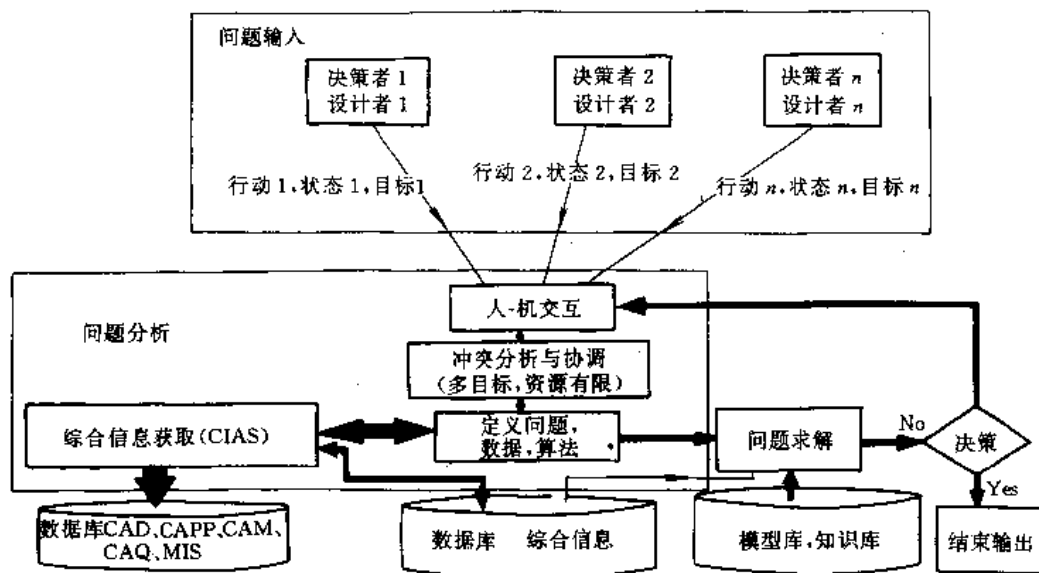 问题输入
决策者 1
设计者 1
决策者 2
设计者 2
决策者 n
设计者 n
行动 1,状态 1,目标1
行动 2,状态 2,目标 2
行动 n,状态 n,目标 n
人-机交互
问题分析
冲突分析与协调
(多目标,资源有限)
综合信息获取(CIAS)
定义问题,
数据,算法
问题求解
No
决策
Yes
数据库CAD、CAPP、CAM、
CAQ、MIS
数据库 综合信息
模型库,知识库
结束输出